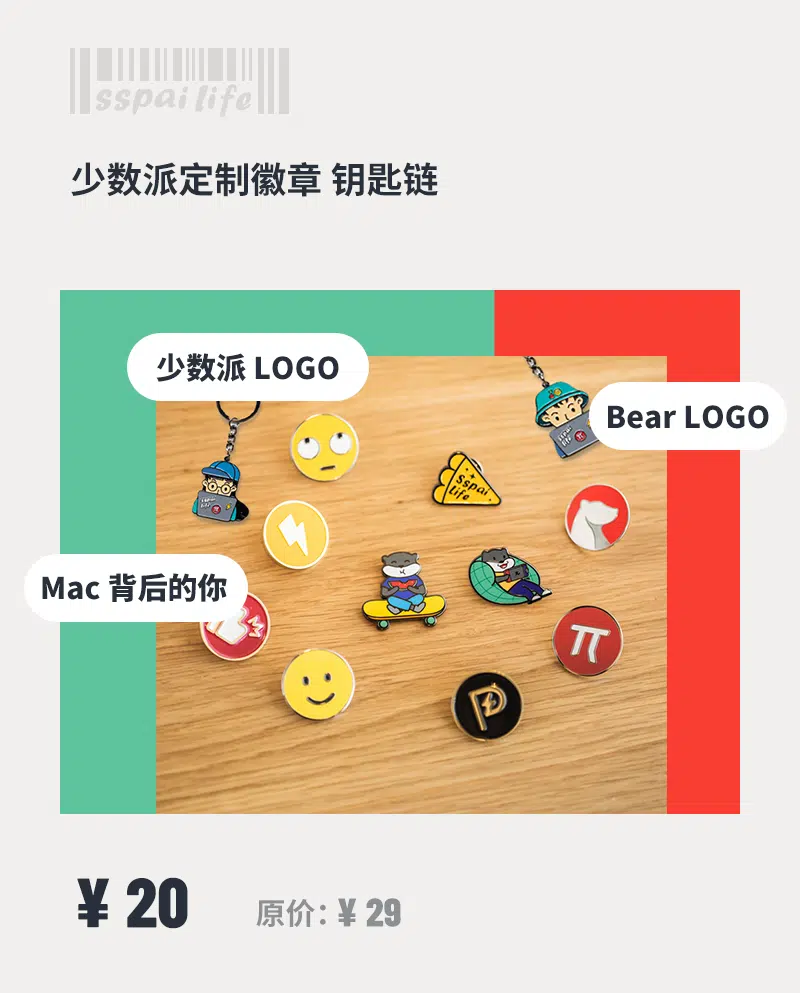 sspai life
少数派定制徽章 钥匙链
少数派 LOGO
Bear LOGO
sspai
life
Mac 背后的你
π
P
¥ 20
原价: ¥ 29